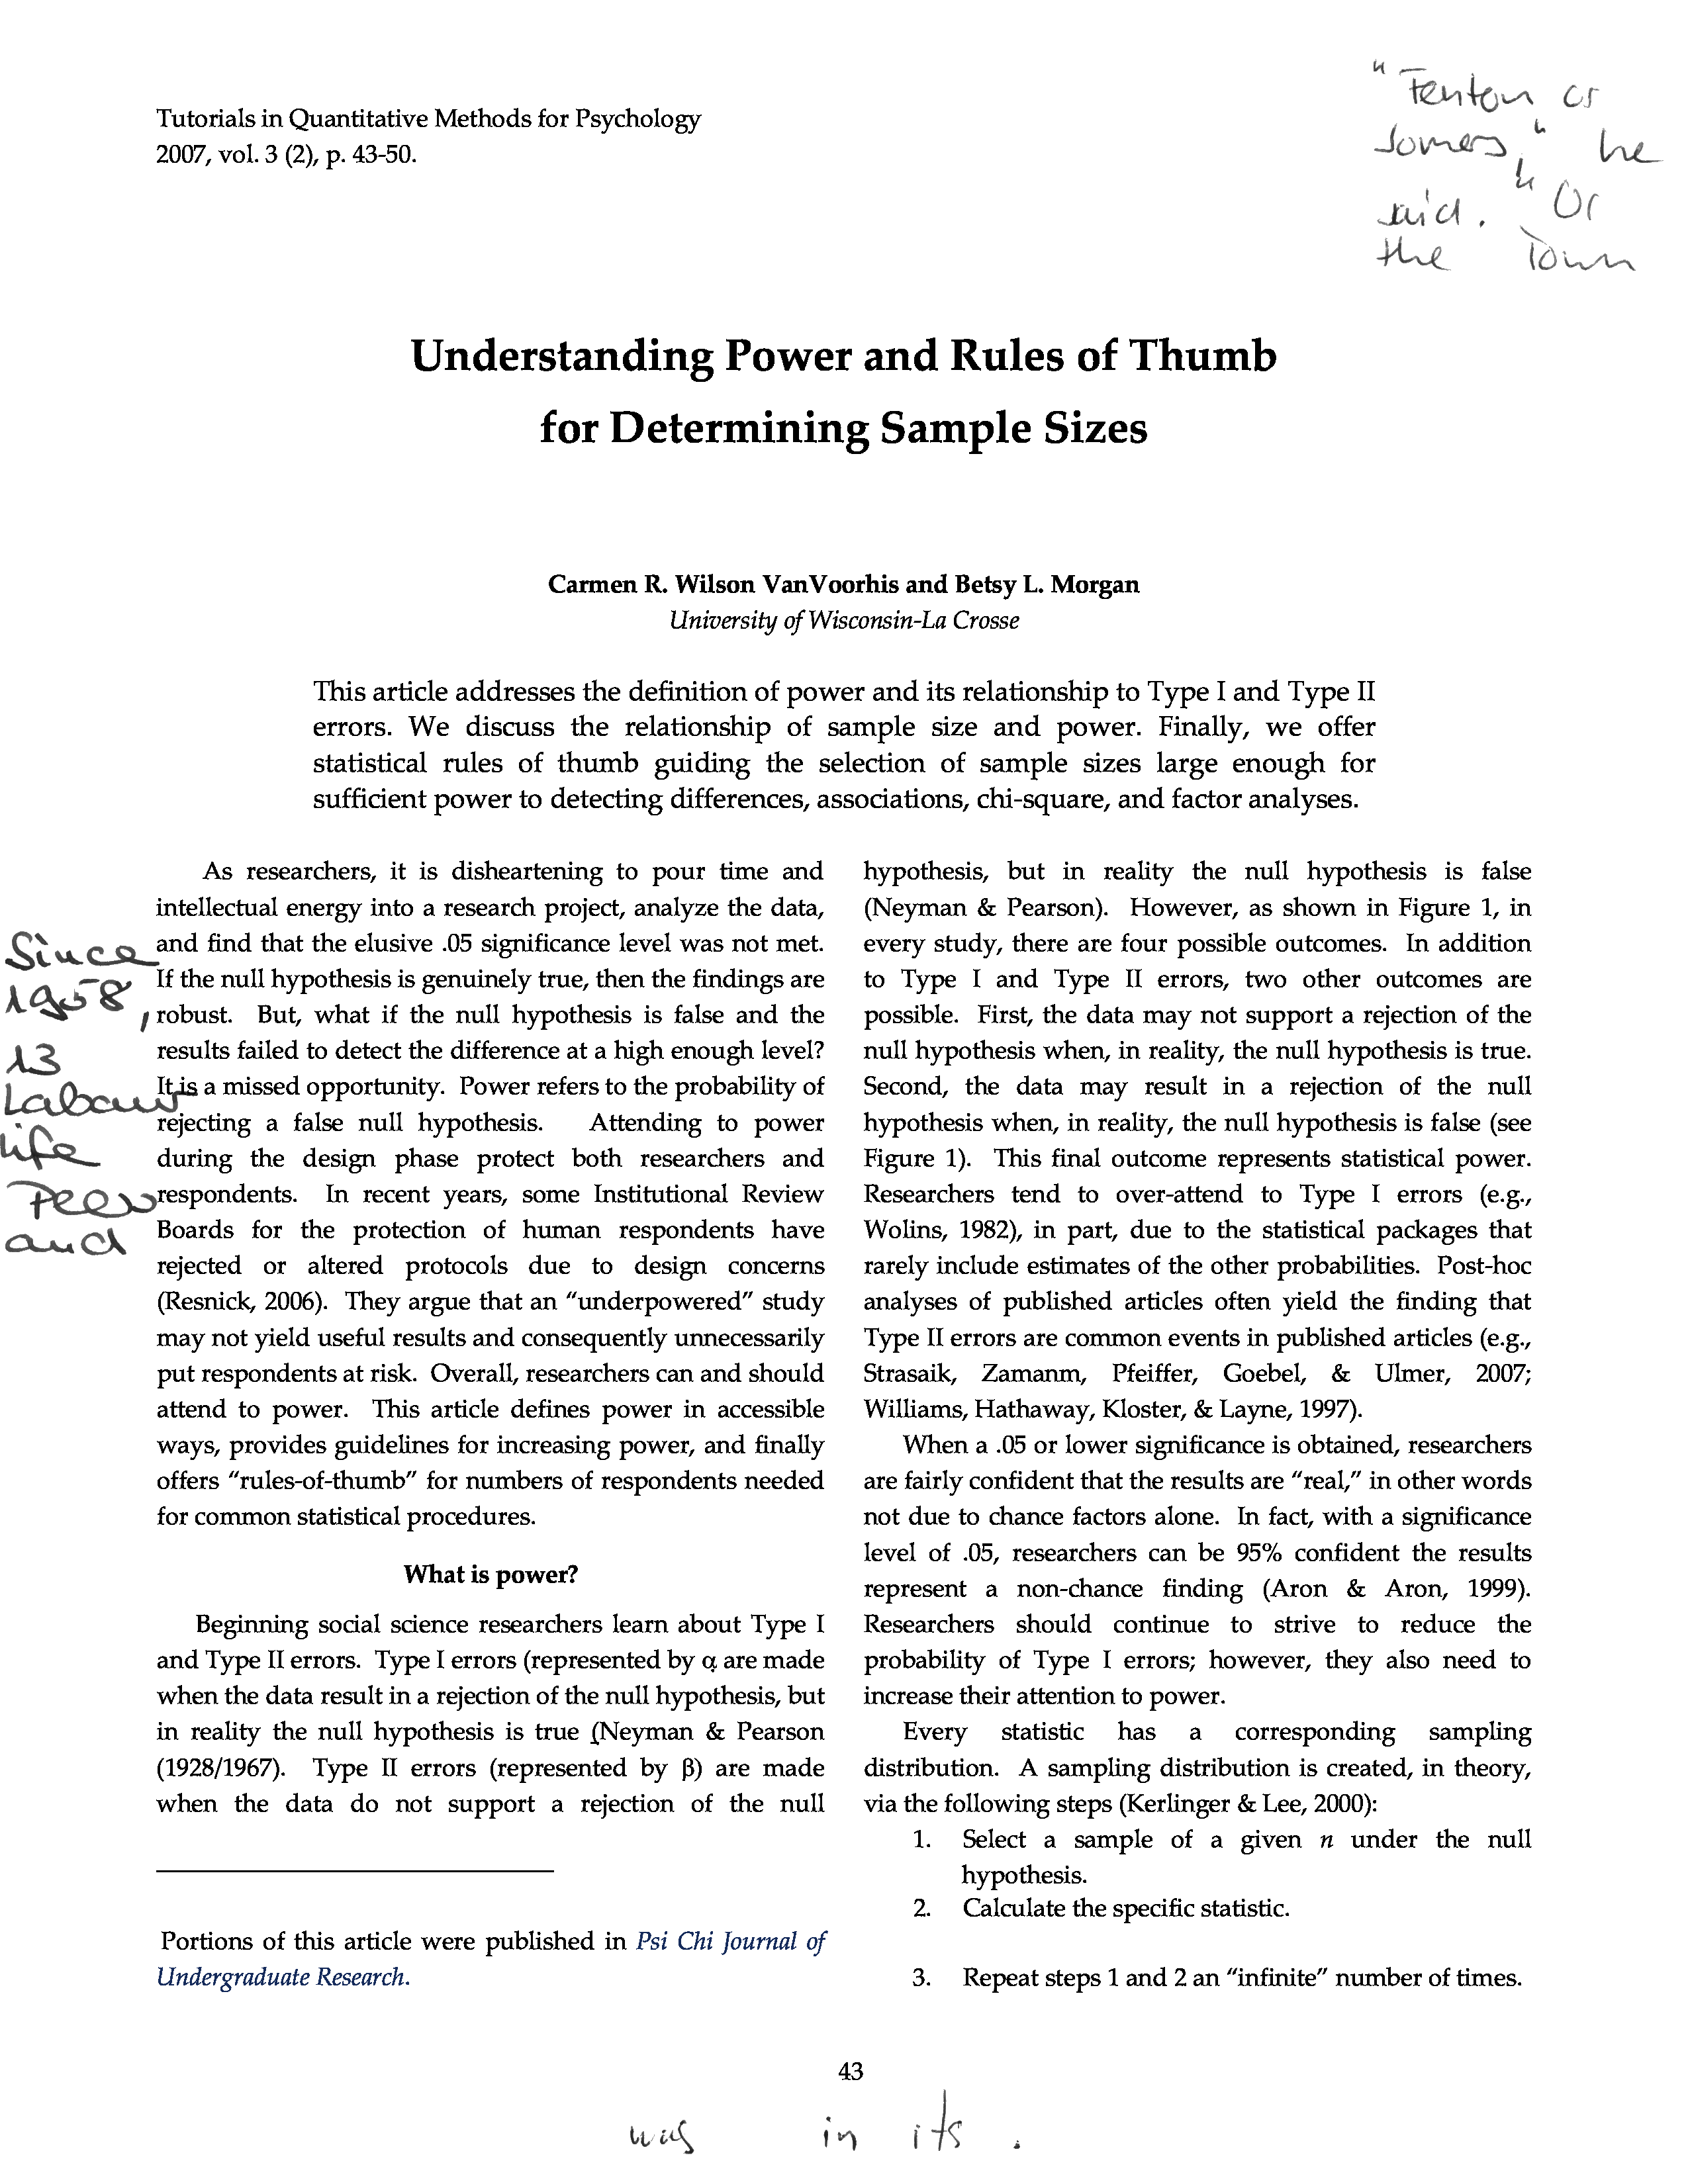 Tutorials in Quantitative Methods for Psychology
2007, vol. 3 (2), p. 43-50.
"Fenton or
Somers," he
said. "Or
the Town
Understanding Power and Rules of Thumb
for Determining Sample Sizes
Carmen R. Wilson VanVoorhis and Betsy L. Morgan
University of Wisconsin-La Crosse
This article addresses the definition of power and its relationship to Type I and Type II
errors. We discuss the relationship of sample size and power. Finally, we offer
statistical rules of thumb guiding the selection of sample sizes large enough for
sufficient power to detecting differences, associations, chi-square, and factor analyses.
As researchers, it is disheartening to pour time and
intellectual energy into a research project, analyze the data,
and find that the elusive .05 significance level was not met.
If the null hypothesis is genuinely true, then the findings are
robust. But, what if the null hypothesis is false and the
results failed to detect the difference at a high enough level?
It is a missed opportunity. Power refers to the probability of
rejecting a false null hypothesis. Attending to power
during the design phase protect both researchers and
respondents. In recent years, some Institutional Review
Boards for the protection of human respondents have
rejected or altered protocols due to design concerns
(Resnick, 2006). They argue that an "underpowered" study
may not yield useful results and consequently unnecessarily
put respondents at risk. Overall, researchers can and should
attend to power. This article defines power in accessible
ways, provides guidelines for increasing power, and finally
offers "rules-of-thumb" for numbers of respondents needed
for common statistical procedures.
Since
1958,
13
Labour
life
Peers
and
What is power?
Beginning social science researchers learn about Type I
and Type II errors. Type I errors (represented by α are made
when the data result in a rejection of the null hypothesis, but
in reality the null hypothesis is true (Neyman & Pearson
(1928/1967). Type II errors (represented by β) are made
when the data do not support a rejection of the null
Portions of this article were published in Psi Chi Journal of
Undergraduate Research.
hypothesis, but in reality the null hypothesis is false
(Neyman & Pearson). However, as shown in Figure 1, in
every study, there are four possible outcomes. In addition
to Type I and Type II errors, two other outcomes are
possible. First, the data may not support a rejection of the
null hypothesis when, in reality, the null hypothesis is true.
Second, the data may result in a rejection of the null
hypothesis when, in reality, the null hypothesis is false (see
Figure 1). This final outcome represents statistical power.
Researchers tend to over-attend to Type I errors (e.g.,
Wolins, 1982), in part, due to the statistical packages that
rarely include estimates of the other probabilities. Post-hoc
analyses of published articles often yield the finding that
Type II errors are common events in published articles (e.g.,
Strasaik, Zamanm, Pfeiffer, Goebel, & Ulmer, 2007;
Williams, Hathaway, Kloster, & Layne, 1997).
When a .05 or lower significance is obtained, researchers
are fairly confident that the results are "real," in other words
not due to chance factors alone. In fact, with a significance
level of .05, researchers can be 95% confident the results
represent a non-chance finding (Aron & Aron, 1999).
Researchers should continue to strive to reduce the
probability of Type I errors; however, they also need to
increase their attention to power.
Every statistic has a corresponding sampling
distribution. A sampling distribution is created, in theory,
via the following steps (Kerlinger & Lee, 2000):
1. Select a sample of a given n under the null
hypothesis.
2. Calculate the specific statistic.
3. Repeat steps 1 and 2 an "infinite" number of times.
43
was in its .